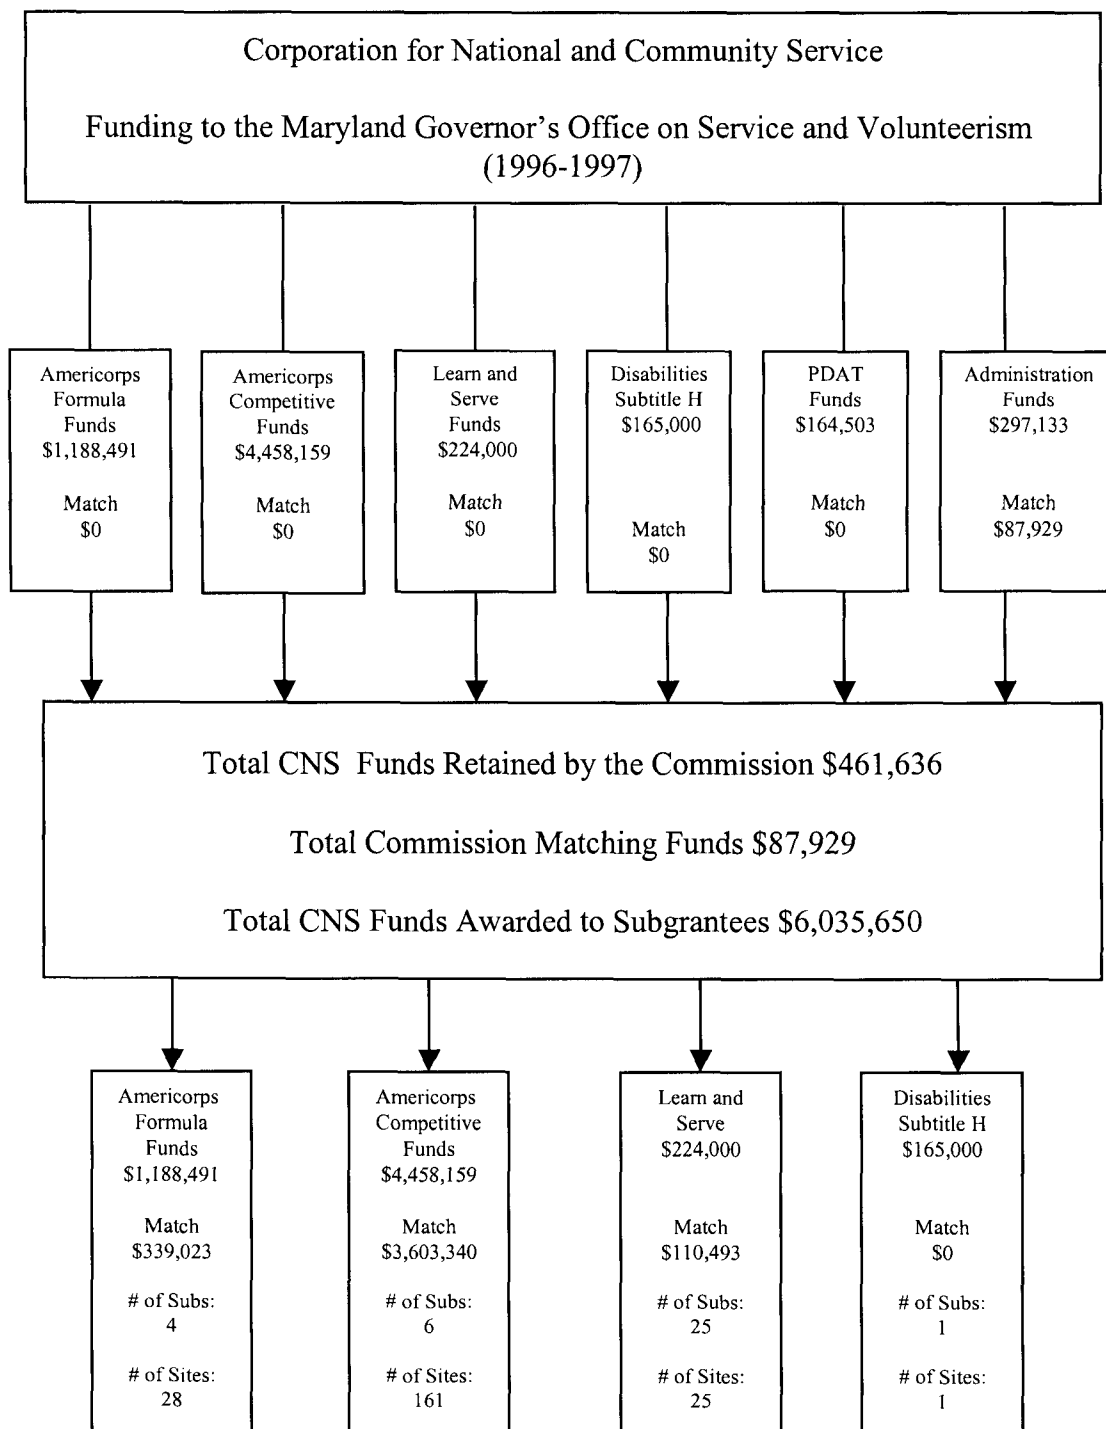 Corporation for National and Community Service
Funding to the Maryland Governor's Office on Service and Volunteerism
(1996-1997)
Americorps
Formula
Funds
$1,188,491
Match
$0
Americorps
Competitive
Funds
$4,458,159
Match
$0
Learn and
Serve
Funds
$224,000
Match
$0
Disabilities
Subtitle H
$165,000
Match
$0
PDAT
Funds
$164,503
Match
$0
Administration
Funds
$297,133
Match
$87,929
Total CNS Funds Retained by the Commission $461,636
Total Commission Matching Funds $87,929
Total CNS Funds Awarded to Subgrantees $6,035,650
Americorps
Formula
Funds
$1,188,491
Match
$339,023
# of Subs:
4
# of Sites:
28
Americorps
Competitive
Funds
$4,458,159
Match
$3,603,340
# of Subs:
6
# of Sites:
161
Learn and
Serve
$224,000
Match
$110,493
# of Subs:
25
# of Sites:
25
Disabilities
Subtitle H
$165,000
Match
$0
# of Subs:
1
# of Sites:
1